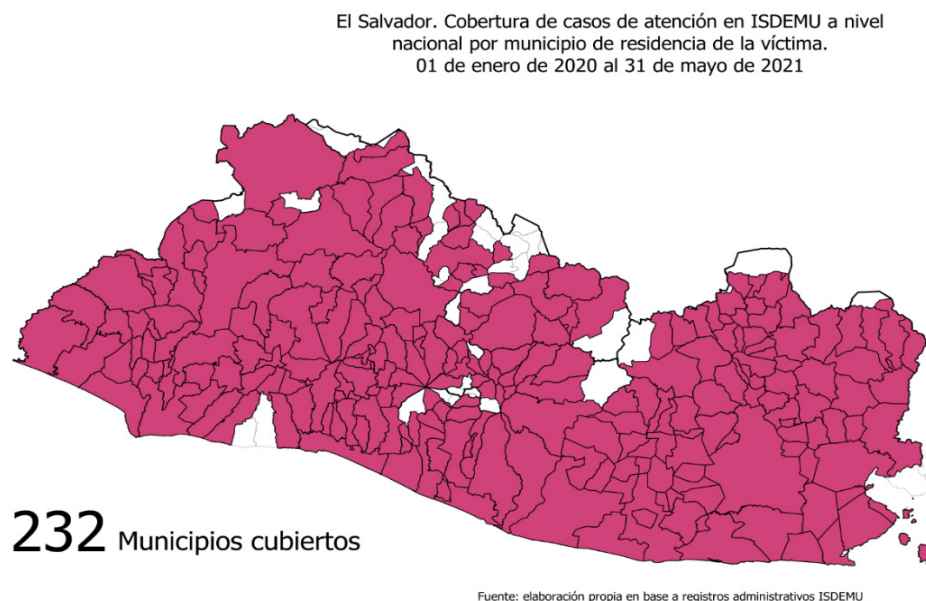 El Salvador. Cobertura de casos de atención en ISDEMU a nivel
nacional por municipio de residencia de la víctima.
01 de enero de 2020 al 31 de mayo de 2021
232 Municipios cubiertos
Fuente: elaboración propia en base a registros administrativos ISDEMU